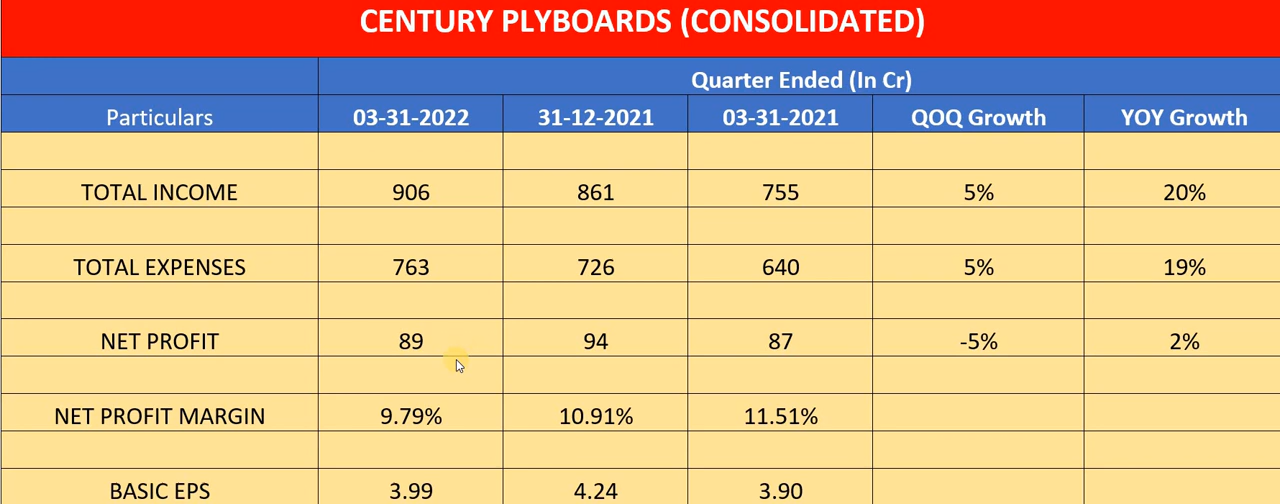 CENTURY PLYBOARDS (CONSOLIDATED)
Quarter Ended (In Cr)
Particulars 03-31-2022 31-12-2021 03-31-2021 QOQ Growth YOY Growth
TOTAL INCOME 906 861 755 5% 20%
TOTAL EXPENSES 763 726 640 5% 19%
NET PROFIT 89 94 87 -5% 2%
NET PROFIT MARGIN 9.79% 10.91% 11.51%
BASIC EPS 3.99 4.24 3.90